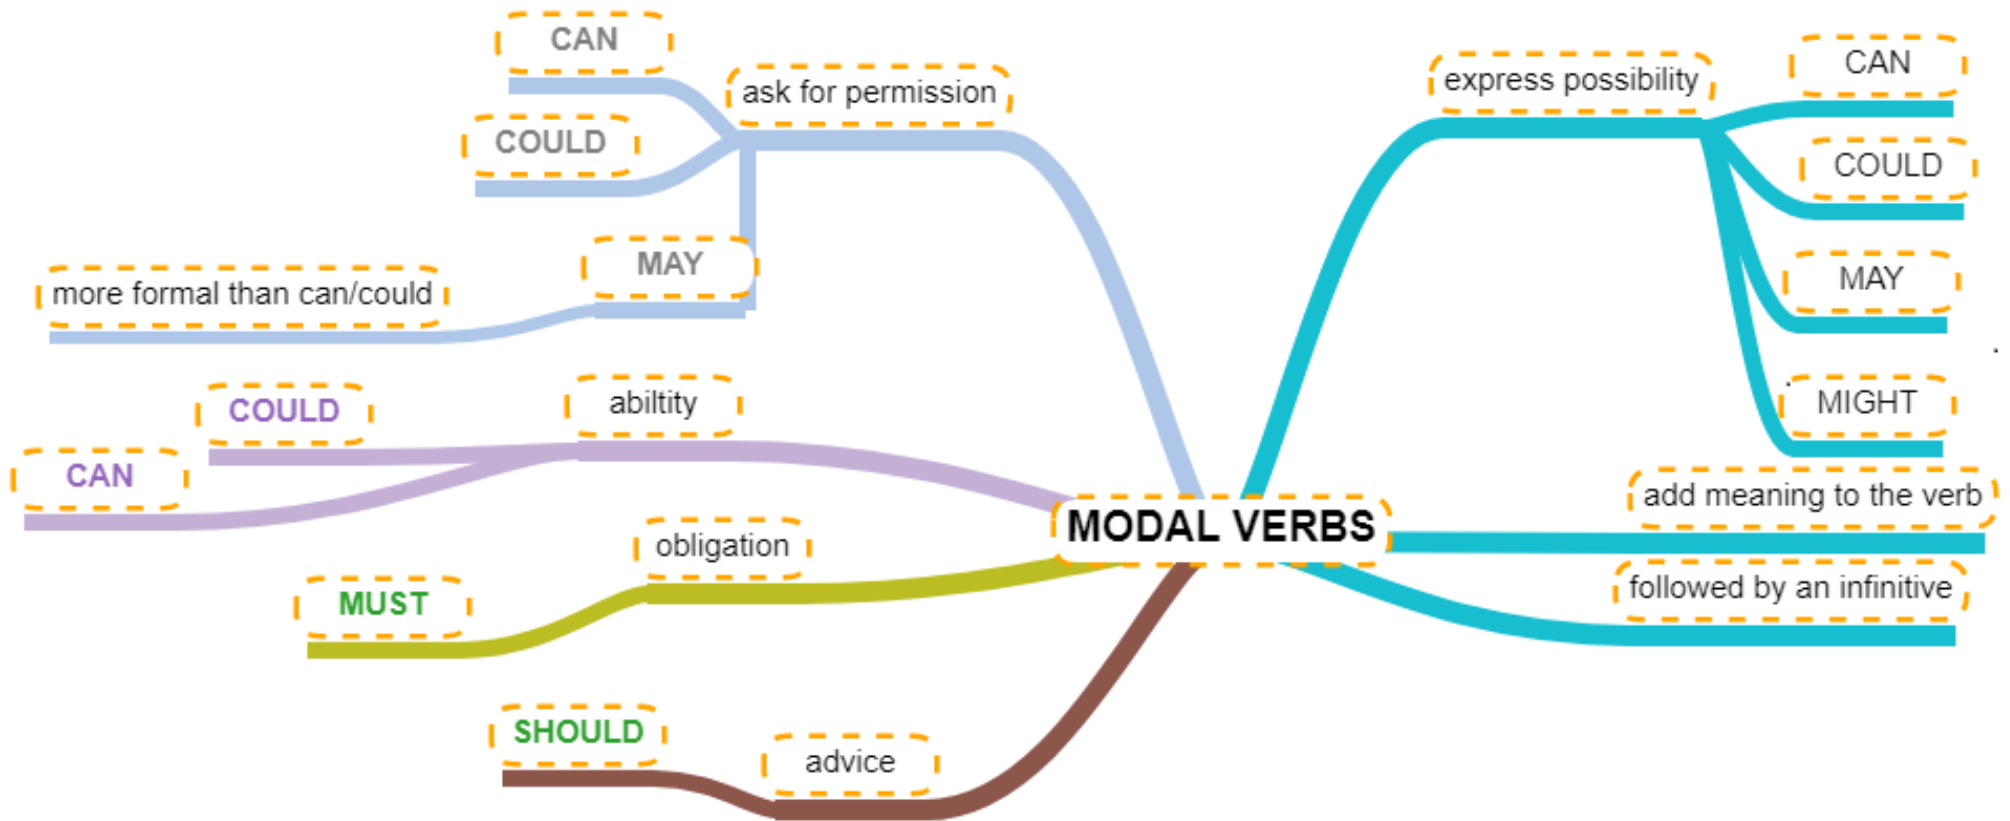 CAN
ask for permission
COULD
MAY
more formal than can/could
COULD
abiltity
CAN
obligation
MUST
SHOULD
advice
MODAL VERBS
express possibility
CAN
COULD
MAY
MIGHT
add meaning to the verb
followed by an infinitive